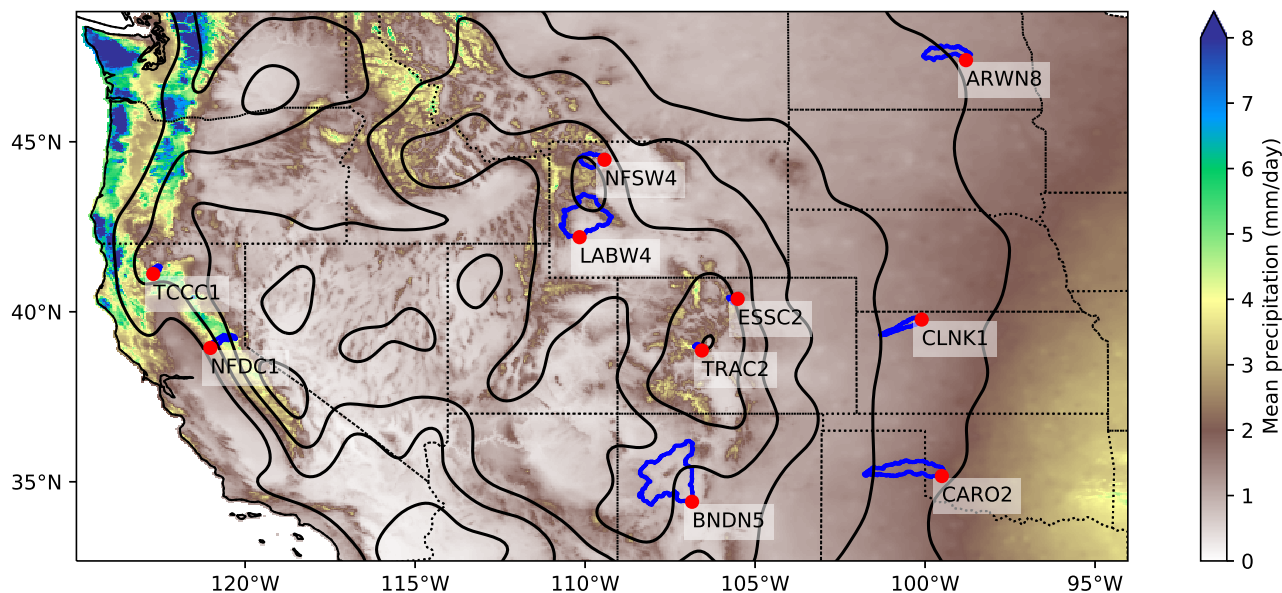 ARWN8
45°N
NFSW4
LABW4
TCCC1
40°N
ESSC2
CLNK1
NFDC1
TRAC2
35°N
CARO2
BNDN5
120°W
115°W
110°W
105°W
100°W
95°W
8
7
6
5
4
3
2
1
0
Mean precipitation (mm/day)